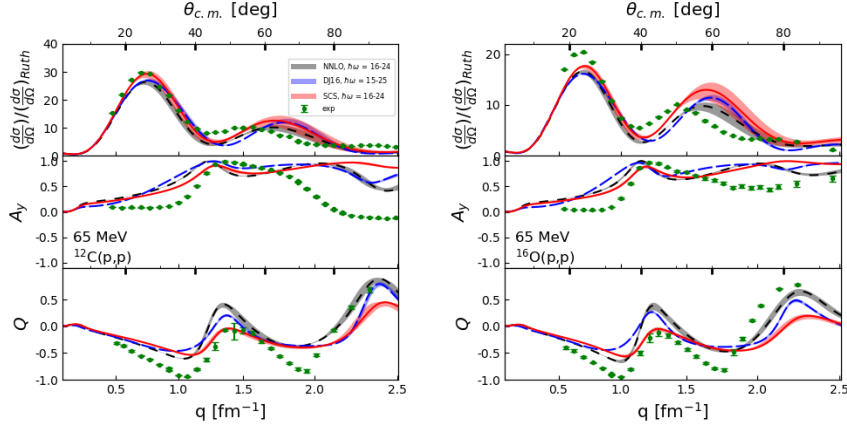 θc.m. [deg]
20 40 60 80
(dσ/dΩ)/(dσ/dΩ)Ruth
40
30
20
10
0
NNLO, ħω = 16-24
DJ16, ħω = 15-25
SCS, ħω = 16-24
exp
Ay
1.0
0.5
0.0
−0.5
−1.0
65 MeV
¹²C(p,p)
Q
0.5
0.0
−0.5
−1.0
0.5 1.0 1.5 2.0 2.5
q [fm⁻¹]
θc.m. [deg]
20 40 60 80
(dσ/dΩ)/(dσ/dΩ)Ruth
20
10
0
Ay
1.0
0.5
0.0
−0.5
−1.0
65 MeV
¹⁶O(p,p)
Q
0.5
0.0
−0.5
−1.0
0.5 1.0 1.5 2.0 2.5
q [fm⁻¹]